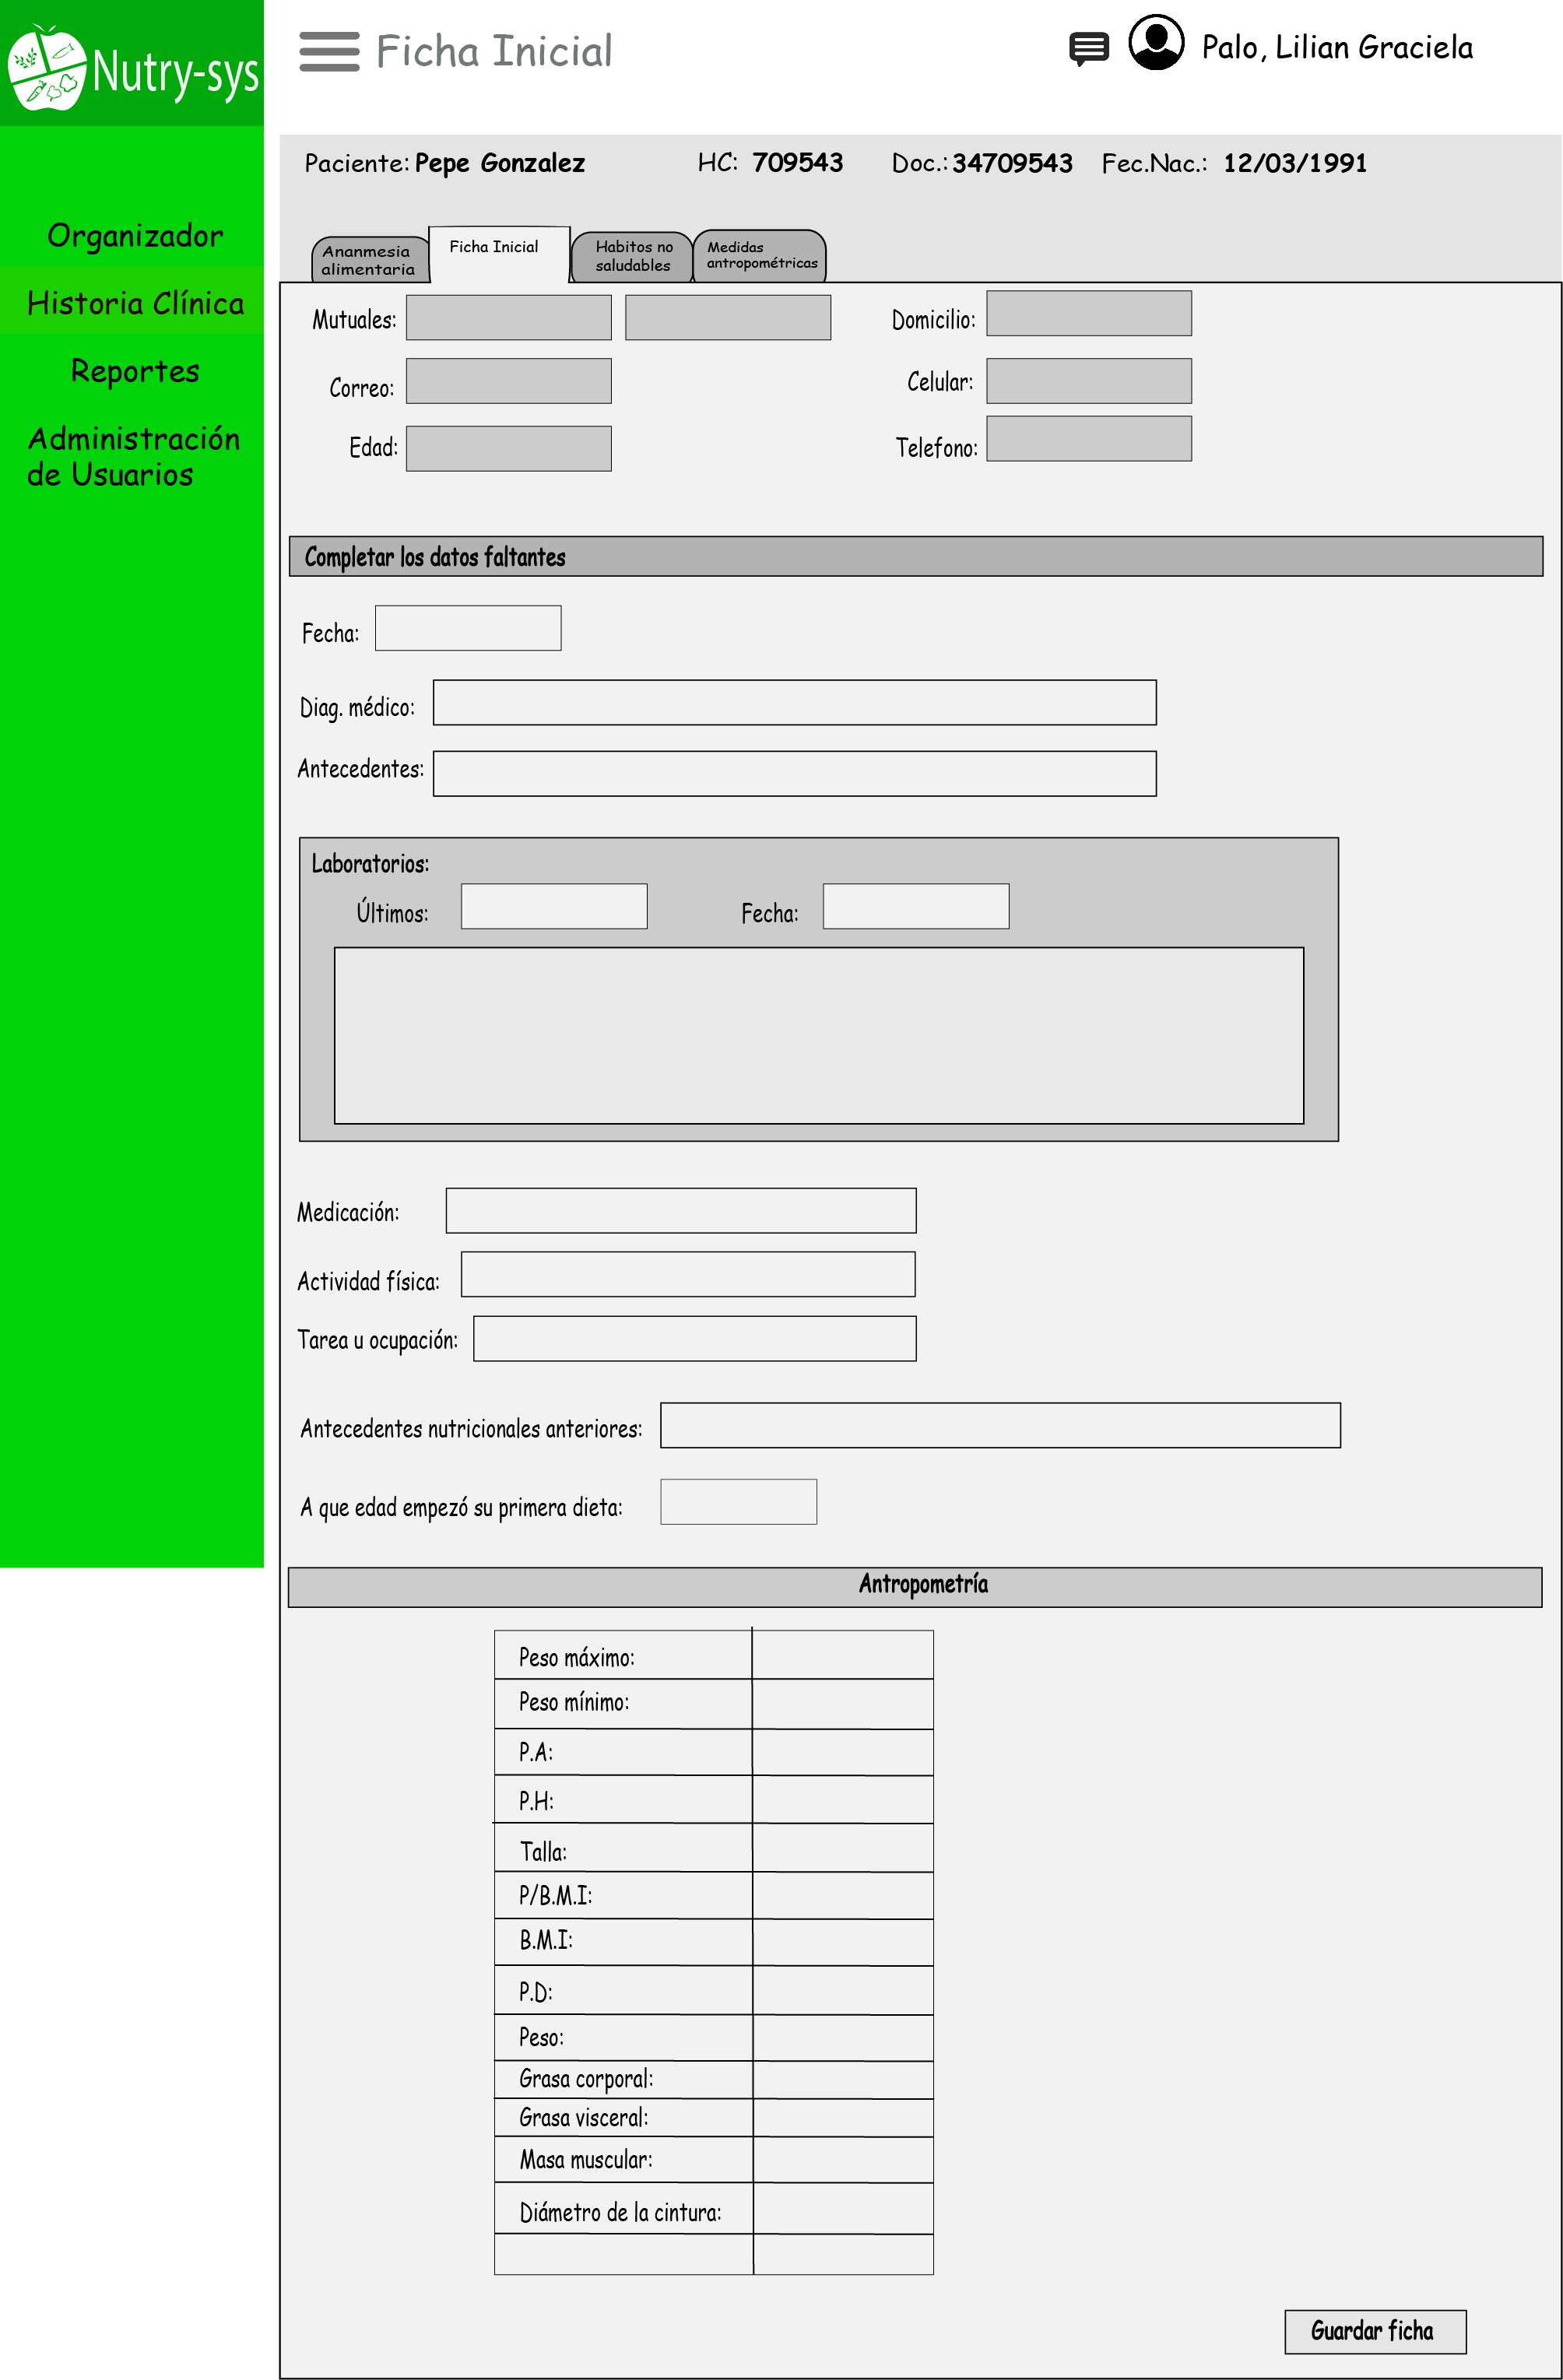 Nutry-sys
Ficha Inicial
Palo, Lilian Graciela
Organizador
Historia Clínica
Reportes
Administración
de Usuarios
Paciente: Pepe Gonzalez HC: 709543 Doc.: 34709543 Fec.Nac.: 12/03/1991
Ananmesia
alimentaria
Ficha Inicial
Habitos no
saludables
Medidas
antropométricas
Mutuales: Domicilio:
Correo: Celular:
Edad: Telefono:
Completar los datos faltantes
Fecha:
Diag. médico:
Antecedentes:
Laboratorios:
Últimos: Fecha:
Medicación:
Actividad física:
Tarea u ocupación:
Antecedentes nutricionales anteriores:
A que edad empezó su primera dieta:
Antropometría
Peso máximo:
Peso mínimo:
P.A:
P.H:
Talla:
P/B.M.I:
B.M.I:
P.D:
Peso:
Grasa corporal:
Grasa visceral:
Masa muscular:
Diámetro de la cintura:
Guardar ficha